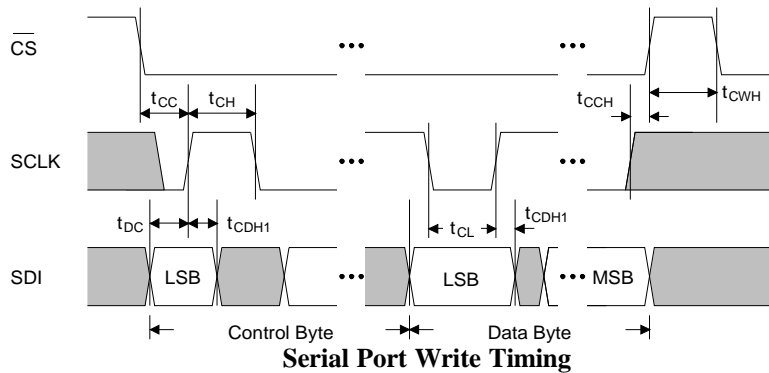 CS
tCC
tCH
tCCH
tCWH
SCLK
tDC
tCDH1
tCL
tCDH1
SDI
LSB
LSB
MSB
Control Byte
Data Byte
Serial Port Write Timing